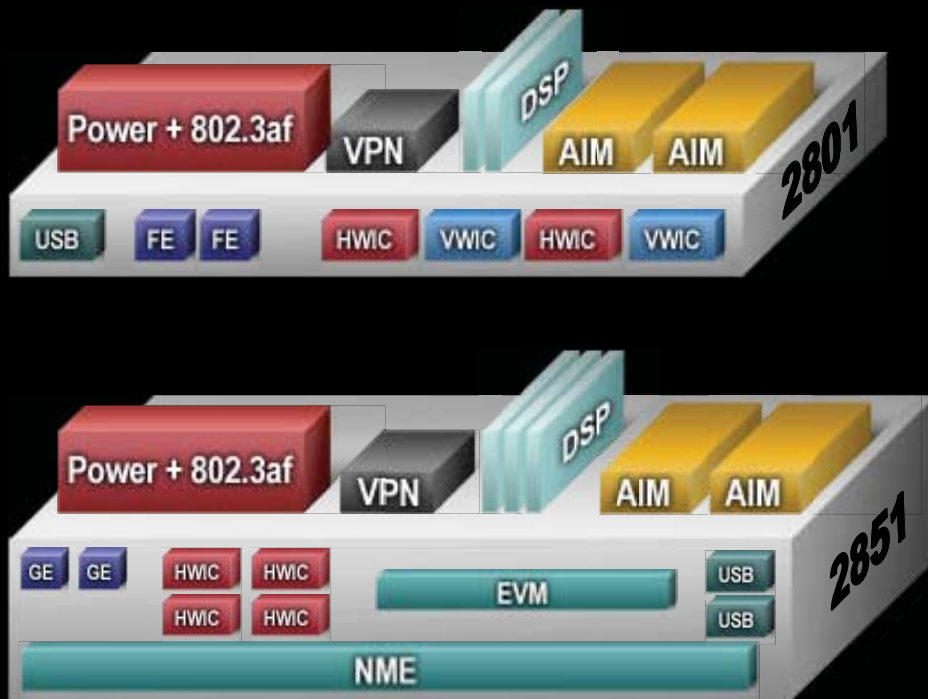 Power + 802.3af VPN DSP AIM AIM
2801
USB FE FE HWIC VWIC HWIC VWIC
Power + 802.3af VPN DSP AIM AIM
2851
GE GE HWIC HWIC EVM USB
HWIC HWIC USB
NME